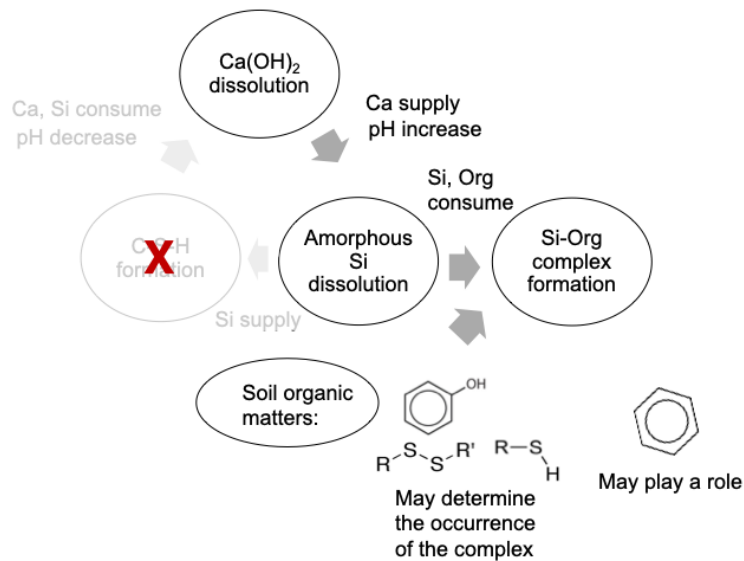 Ca(OH)2
dissolution
Ca, Si consume
pH decrease
Ca supply
pH increase
Si, Org
consume
C-S-H
formation
X
Amorphous
Si
dissolution
Si-Org
complex
formation
Si supply
Soil organic
matters:
OH
R-S-S-R'
R-S
H
May determine
the occurrence
of the complex
May play a role